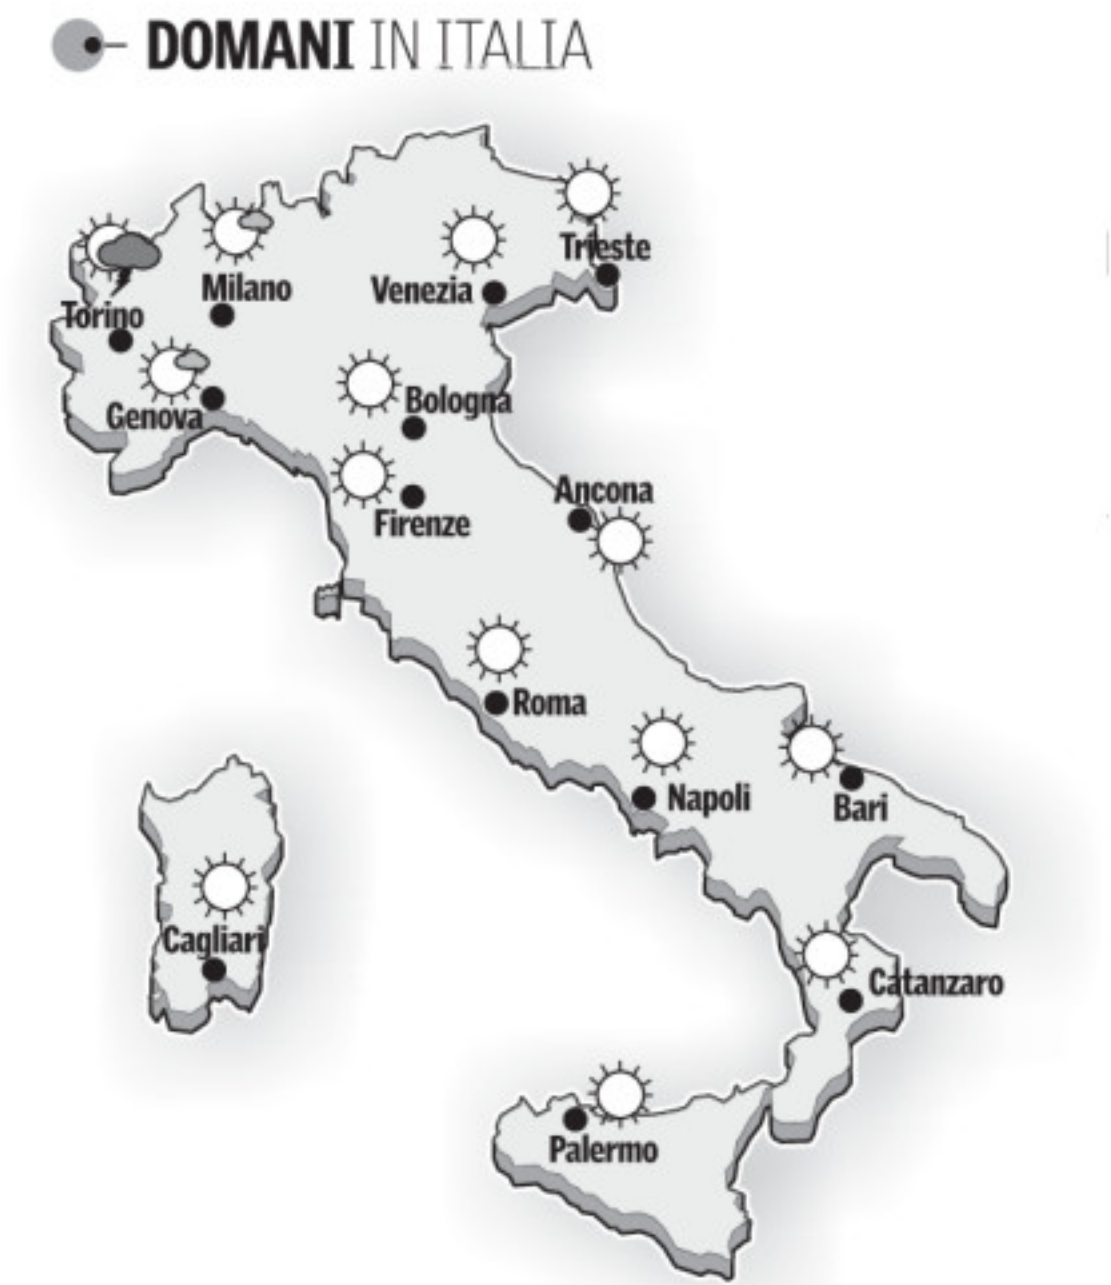 DOMANI IN ITALIA
Trieste
Milano
Venezia
Torino
Bologna
Genova
Ancona
Firenze
Roma
Napoli
Bari
Cagliari
Catanzaro
Palermo